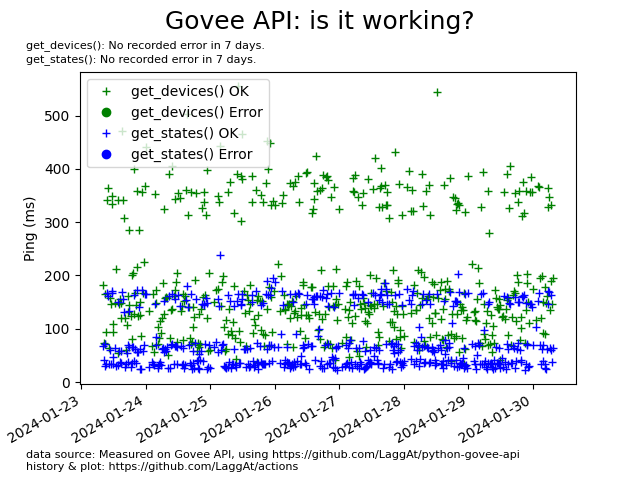 Govee API: is it working?
get_devices(): No recorded error in 7 days.
get_states(): No recorded error in 7 days.
get_devices() OK
get_devices() Error
get_states() OK
get_states() Error
Ping (ms)
500
400
300
200
100
0
2024-01-23
2024-01-24
2024-01-25
2024-01-26
2024-01-27
2024-01-28
2024-01-29
2024-01-30
data source: Measured on Govee API, using https://github.com/LaggAt/python-govee-api
history & plot: https://github.com/LaggAt/actions